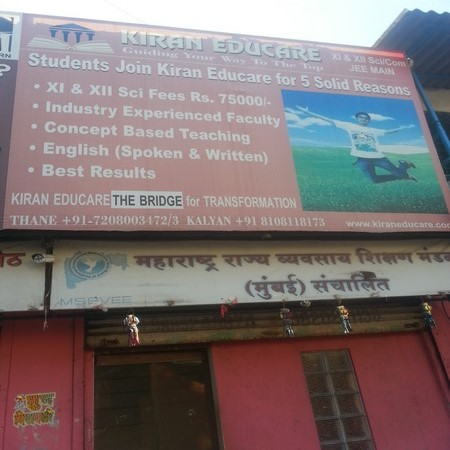 KIRAN EDUCARE
Guiding Your Way To The Top
XI & XII Sci/Com
JEE MAIN
Students Join Kiran Educare for 5 Solid Reasons
• XI & XII Sci Fees Rs. 75000/-
• Industry Experienced Faculty
• Concept Based Teaching
• English (Spoken & Written)
• Best Results
KIRAN EDUCARE THE BRIDGE for TRANSFORMATION
THANE +91-7208003472/3 KALYAN +91 8108118173
www.kiraneducare.co
महाराष्ट्र राज्य व्यवसाय शिक्षण मंडळ
(मुंबई) संचालित
MSBVEE